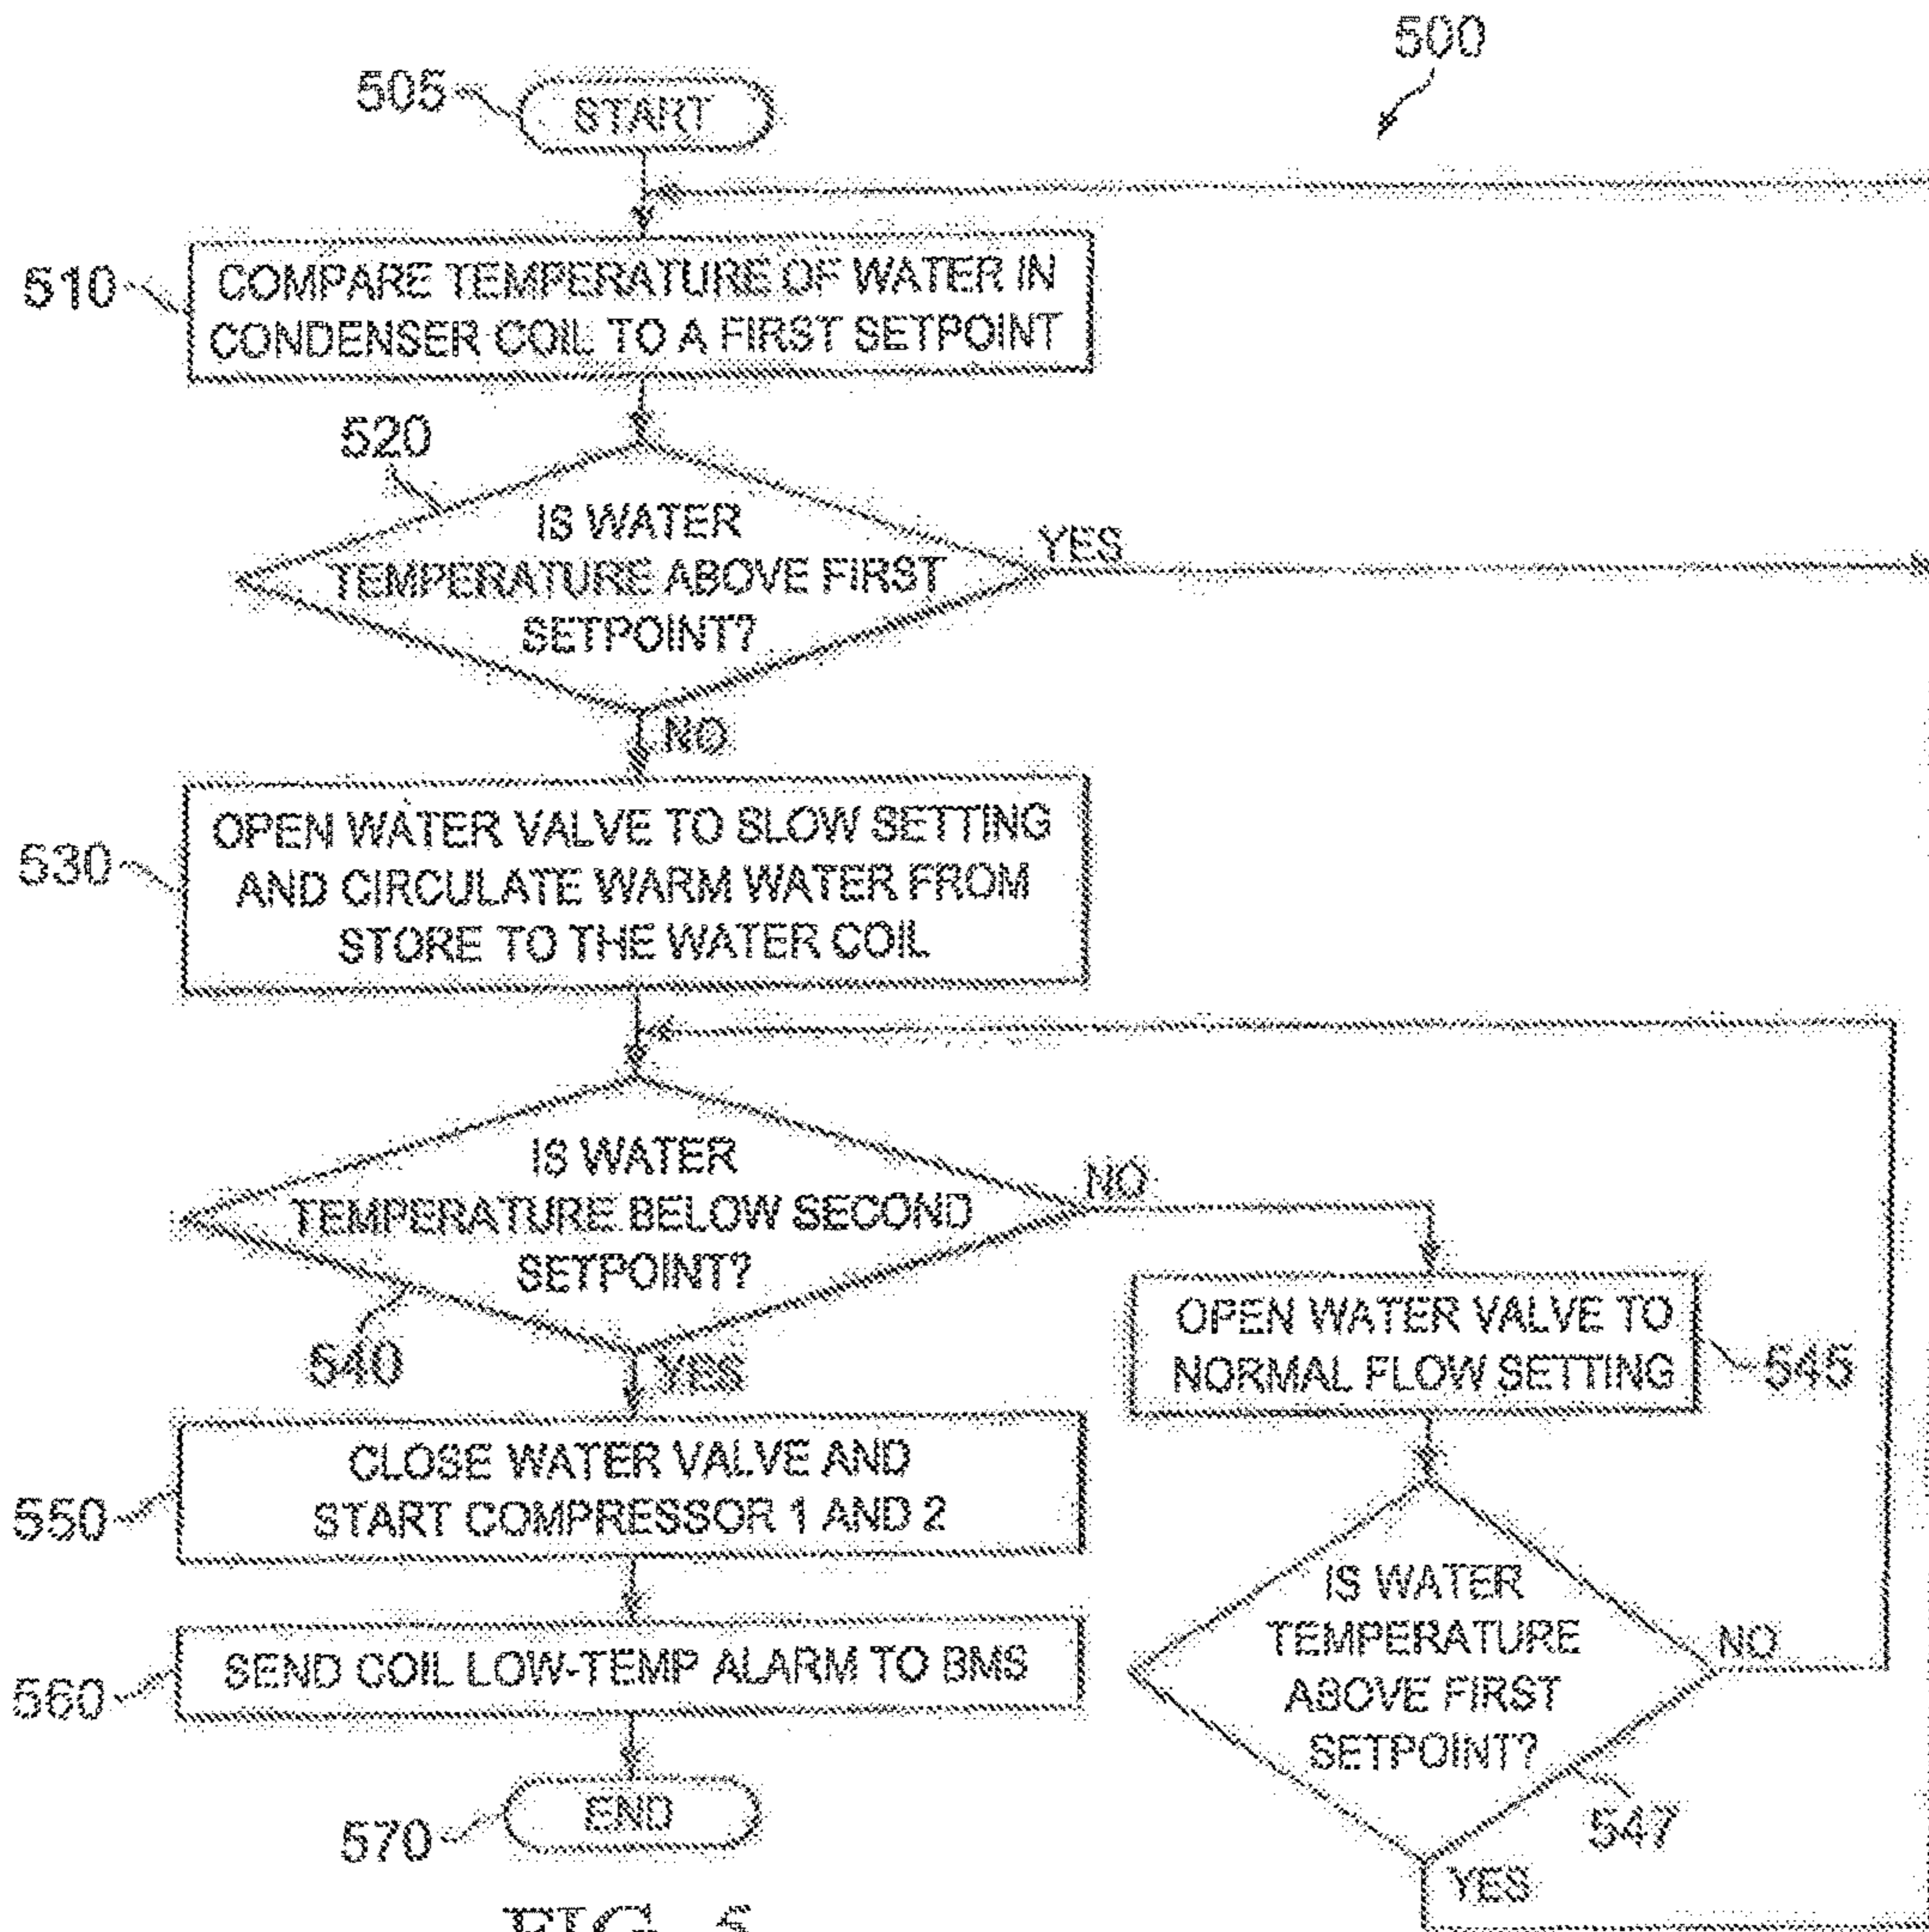 500
505
START
510
COMPARE TEMPERATURE OF WATER IN
CONDENSER COIL TO A FIRST SETPOINT
520
IS WATER
TEMPERATURE ABOVE FIRST
SETPOINT?
YES
NO
530
OPEN WATER VALVE TO SLOW SETTING
AND CIRCULATE WARM WATER FROM
STORE TO THE WATER COIL
IS WATER
TEMPERATURE BELOW SECOND
SETPOINT?
NO
540
YES
OPEN WATER VALVE TO
NORMAL FLOW SETTING
545
550
CLOSE WATER VALVE AND
START COMPRESSOR 1 AND 2
IS WATER
TEMPERATURE
ABOVE FIRST
SETPOINT?
NO
547
YES
560
SEND COIL LOW-TEMP ALARM TO BMS
570
END
FIG. 5